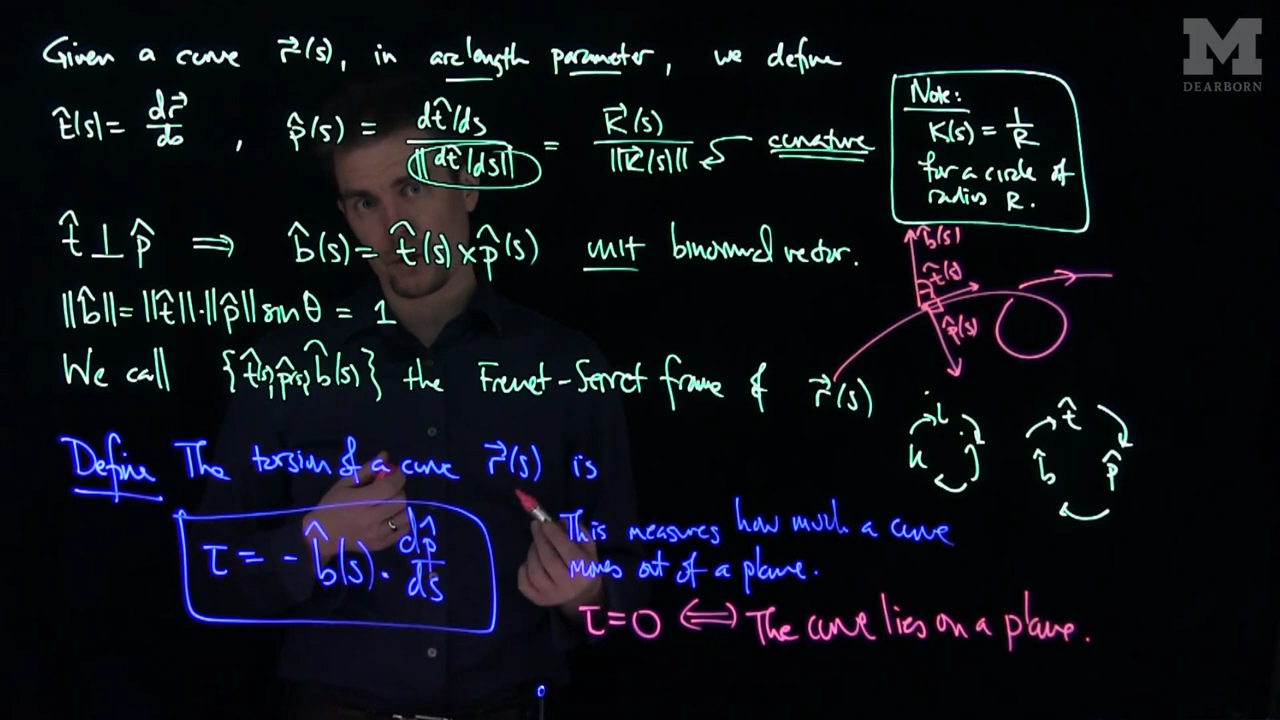 Given a curve r⃗(s), in arclength parameter, we define
t̂(s) = dr⃗/ds , p̂(s) = (dt̂/ds)/‖dt̂/ds‖ = K⃗(s)/‖K⃗(s)‖ curvature
t̂ ⊥ p̂ ⇒ b̂(s) = t̂(s) × p̂(s) unit binormal vector.
‖b̂‖ = ‖t̂‖·‖p̂‖ sin θ = 1
We call {t̂(s), p̂(s), b̂(s)} the Frenet-Serret frame of r⃗(s)
Define The torsion of a curve r⃗(s) is
τ = - b̂(s) · dp̂/ds
This measures how much a curve
moves out of a plane.
τ = 0 ⟺ The curve lies on a plane.
M
DEARBORN
Note:
K(s) = 1/R
for a circle of
radius R.
b̂(s)
t̂(s)
p̂(s)
i
k j
t̂
b̂ p̂